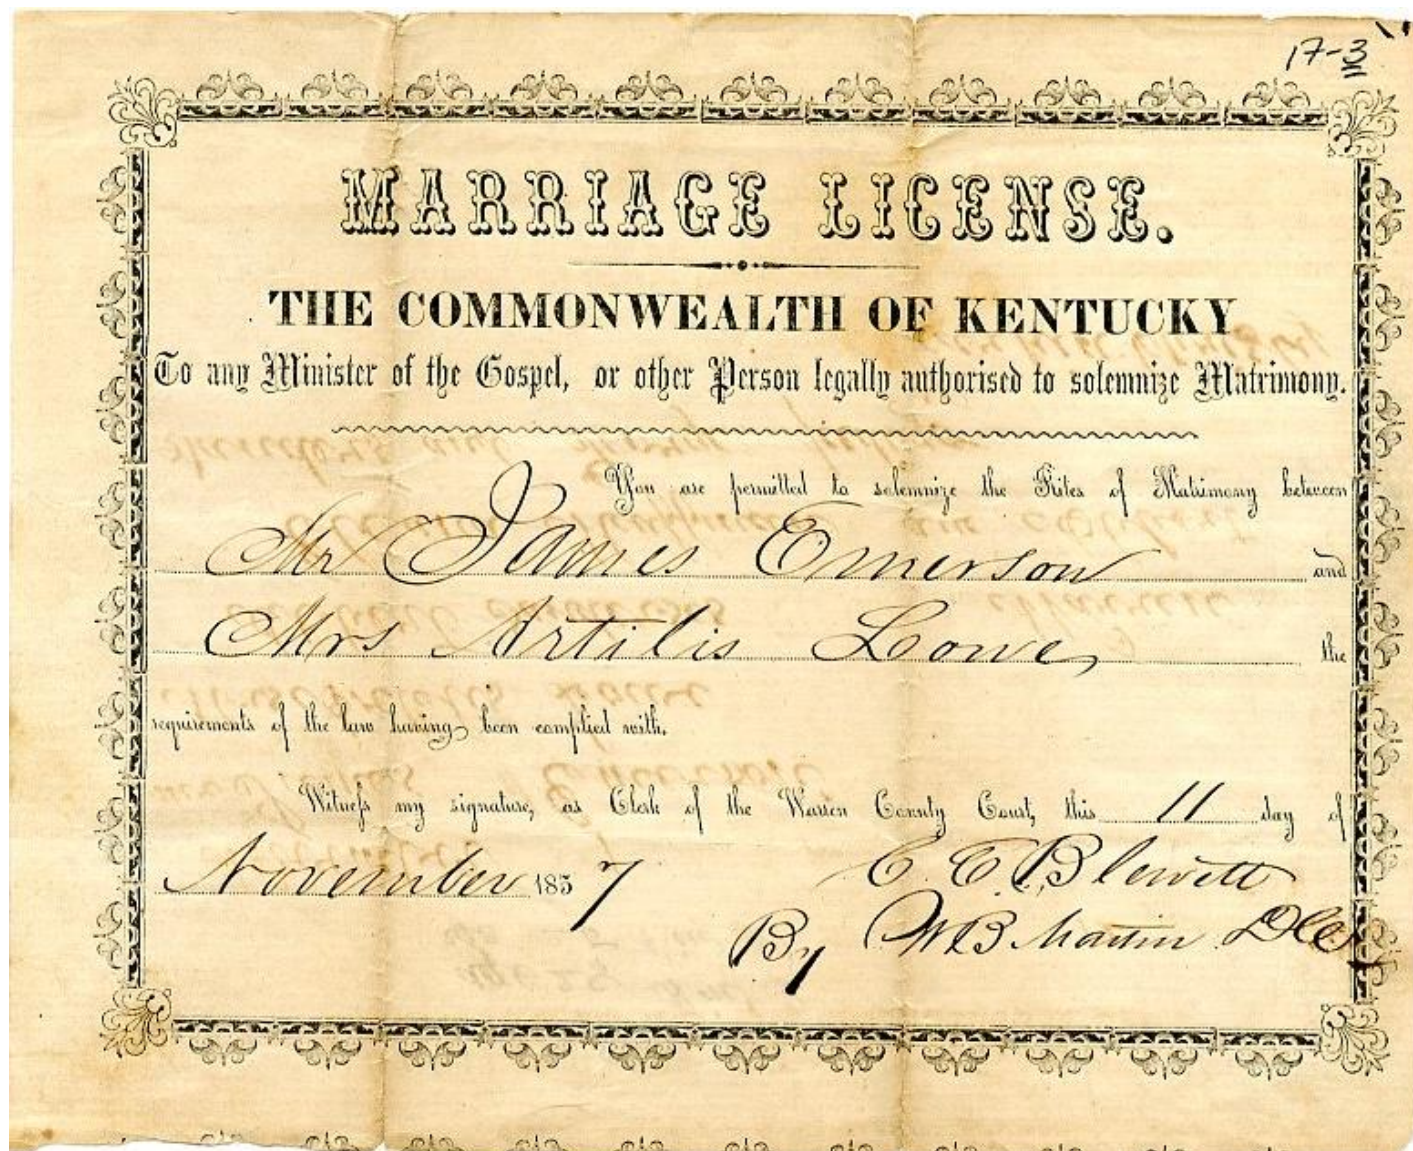 17-3
MARRIAGE LICENSE.
THE COMMONWEALTH OF KENTUCKY
To any Minister of the Gospel, or other Person legally authorised to solemnize Matrimony.
You are permitted to solemnize the Rites of Matrimony between
Mr James Emerson and
Mrs Artilis Lowe the
requirements of the law having been complied with.
Witness my signature, as Clerk of the Warren County Court, this 11 day of
November 1857 C. C. Blewett
By W B Martin D C